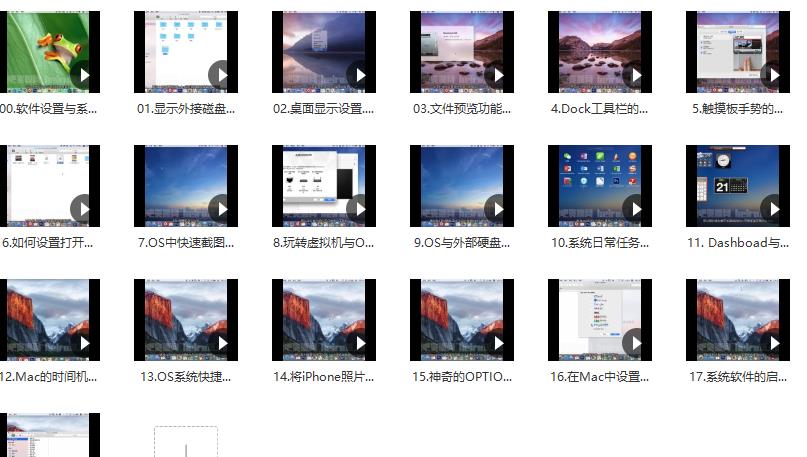 00.软件设置与系...
01.显示外接磁盘...
02.桌面显示设置....
03.文件预览功能...
4.Dock工具栏的...
5.触摸板手势的...
6.如何设置打开...
7.OS中快速截图...
8.玩转虚拟机与O...
9.OS与外部硬盘...
10.系统日常任务...
11. Dashboad与...
12.Mac的时间机...
13.OS系统快捷...
14.将iPhone照片...
15.神奇的OPTIO...
16.在Mac中设置...
17.系统软件的启...